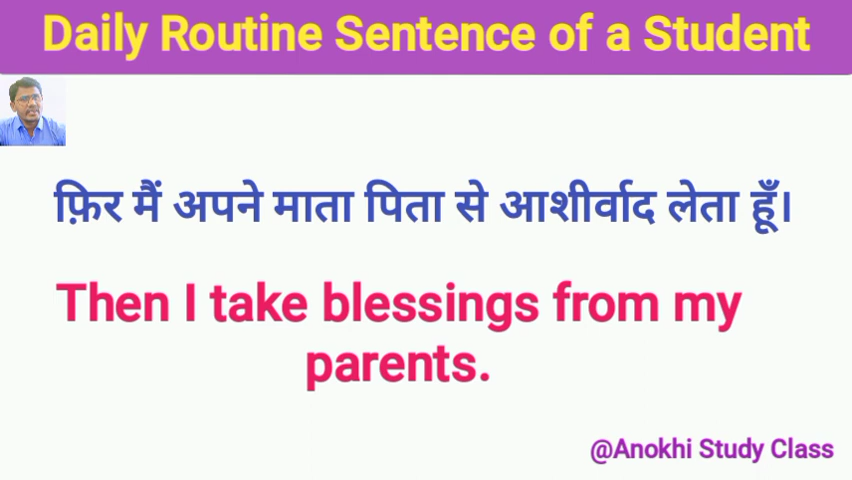 Daily Routine Sentence of a Student
फ़िर मैं अपने माता पिता से आशीर्वाद लेता हूँ।
Then I take blessings from my
parents.
@Anokhi Study Class